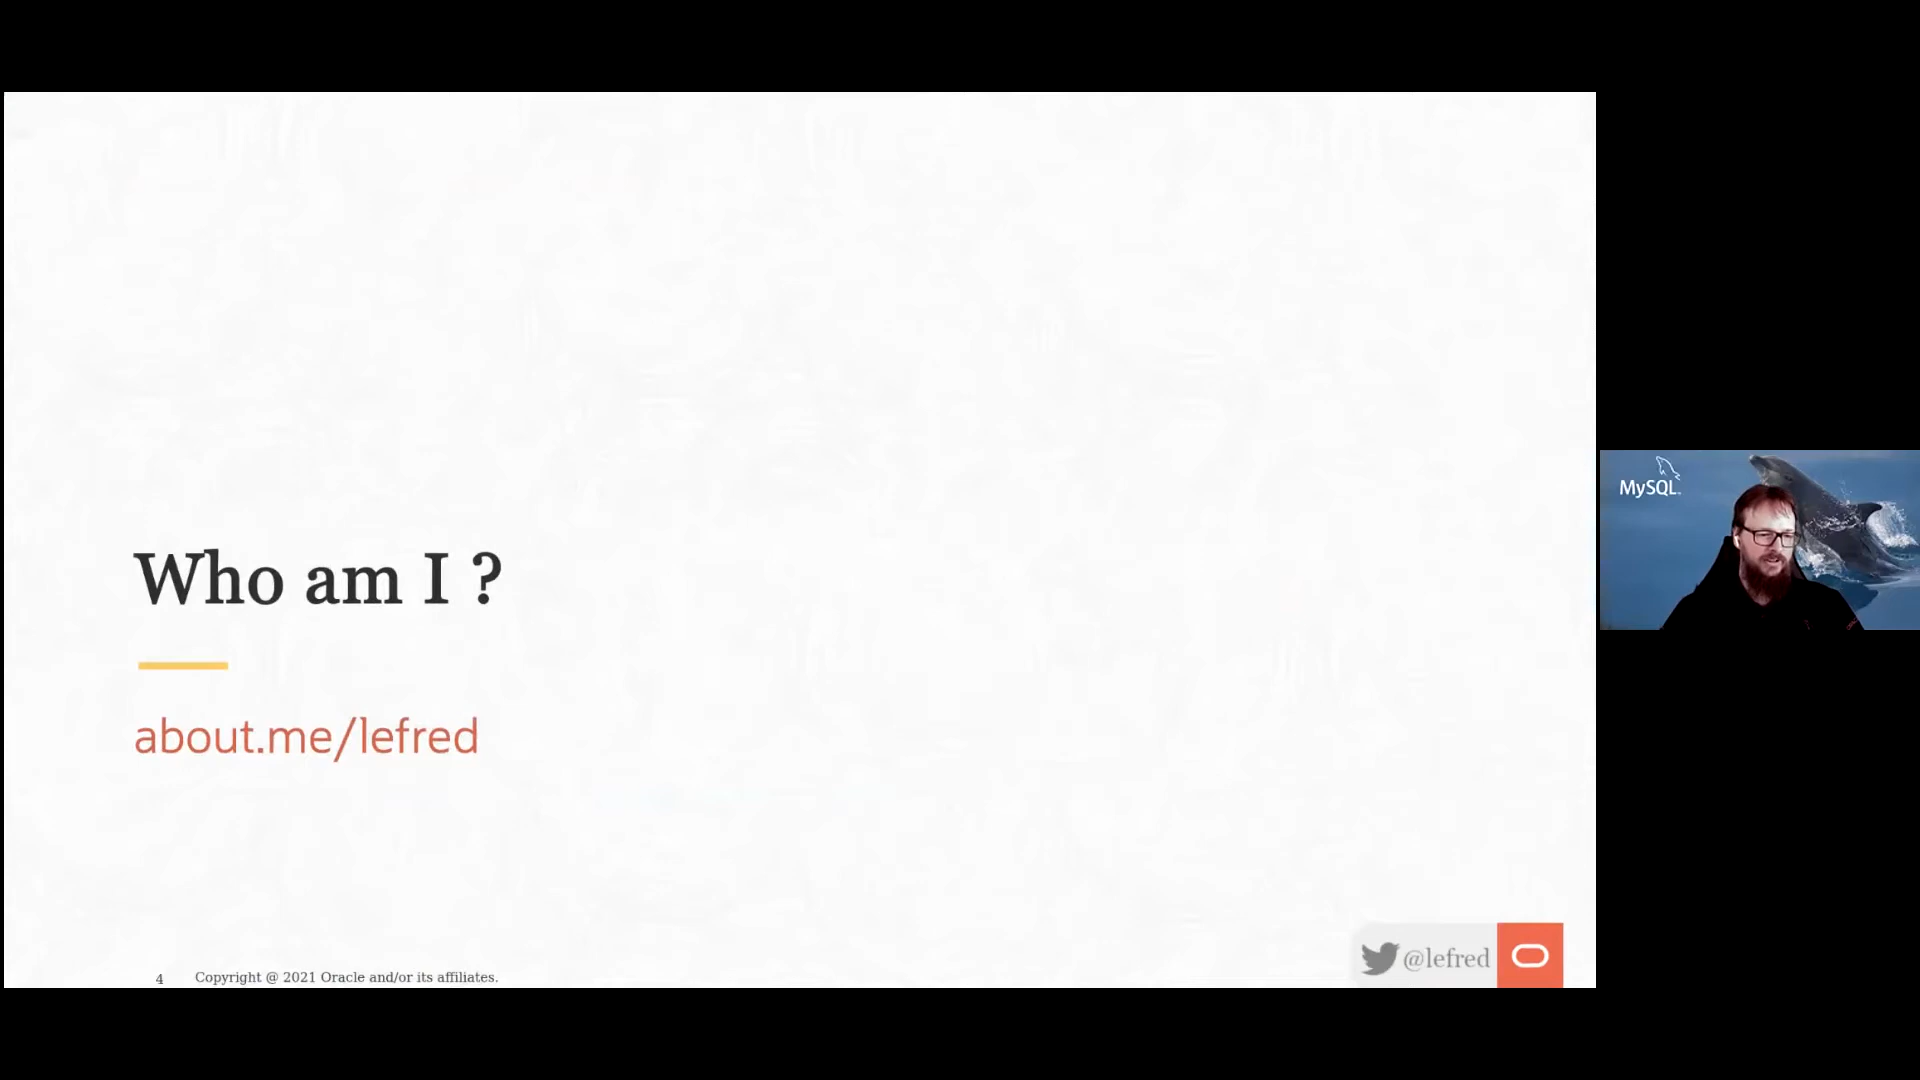 Who am I ?
about.me/lefred
4 Copyright @ 2021 Oracle and/or its affiliates.
@lefred
MySQL